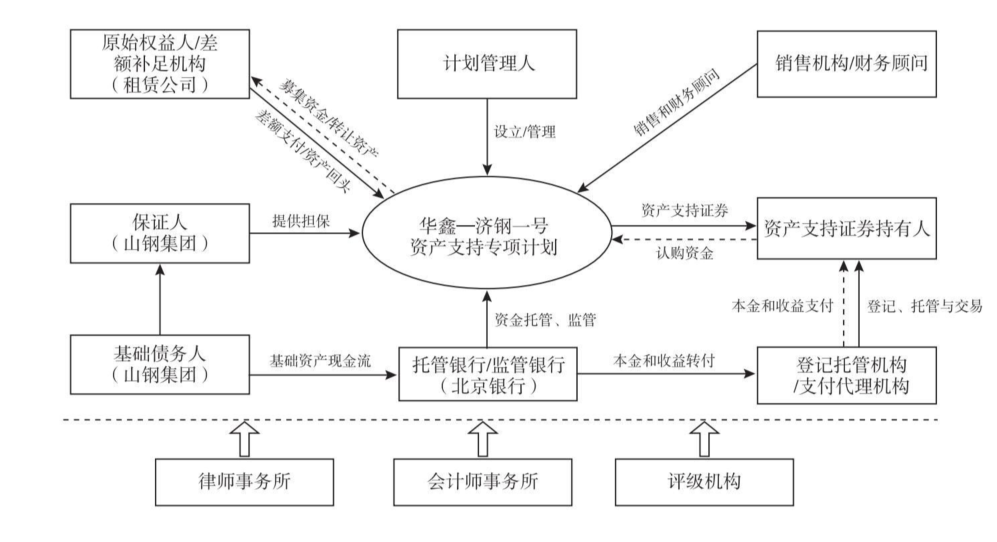 原始权益人/差
额补足机构
（租赁公司）
计划管理人
销售机构/财务顾问
募集资金/转让资产
差额支付/资产回头
设立/管理
销售和财务顾问
保证人
（山钢集团）
提供担保
华鑫—济钢一号
资产支持专项计划
资产支持证券
认购资金
资产支持证券持有人
资金托管、监管
本金和收益支付
登记、托管与交易
基础债务人
（山钢集团）
基础资产现金流
托管银行/监管银行
（北京银行）
本金和收益转付
登记托管机构
/支付代理机构
律师事务所
会计师事务所
评级机构